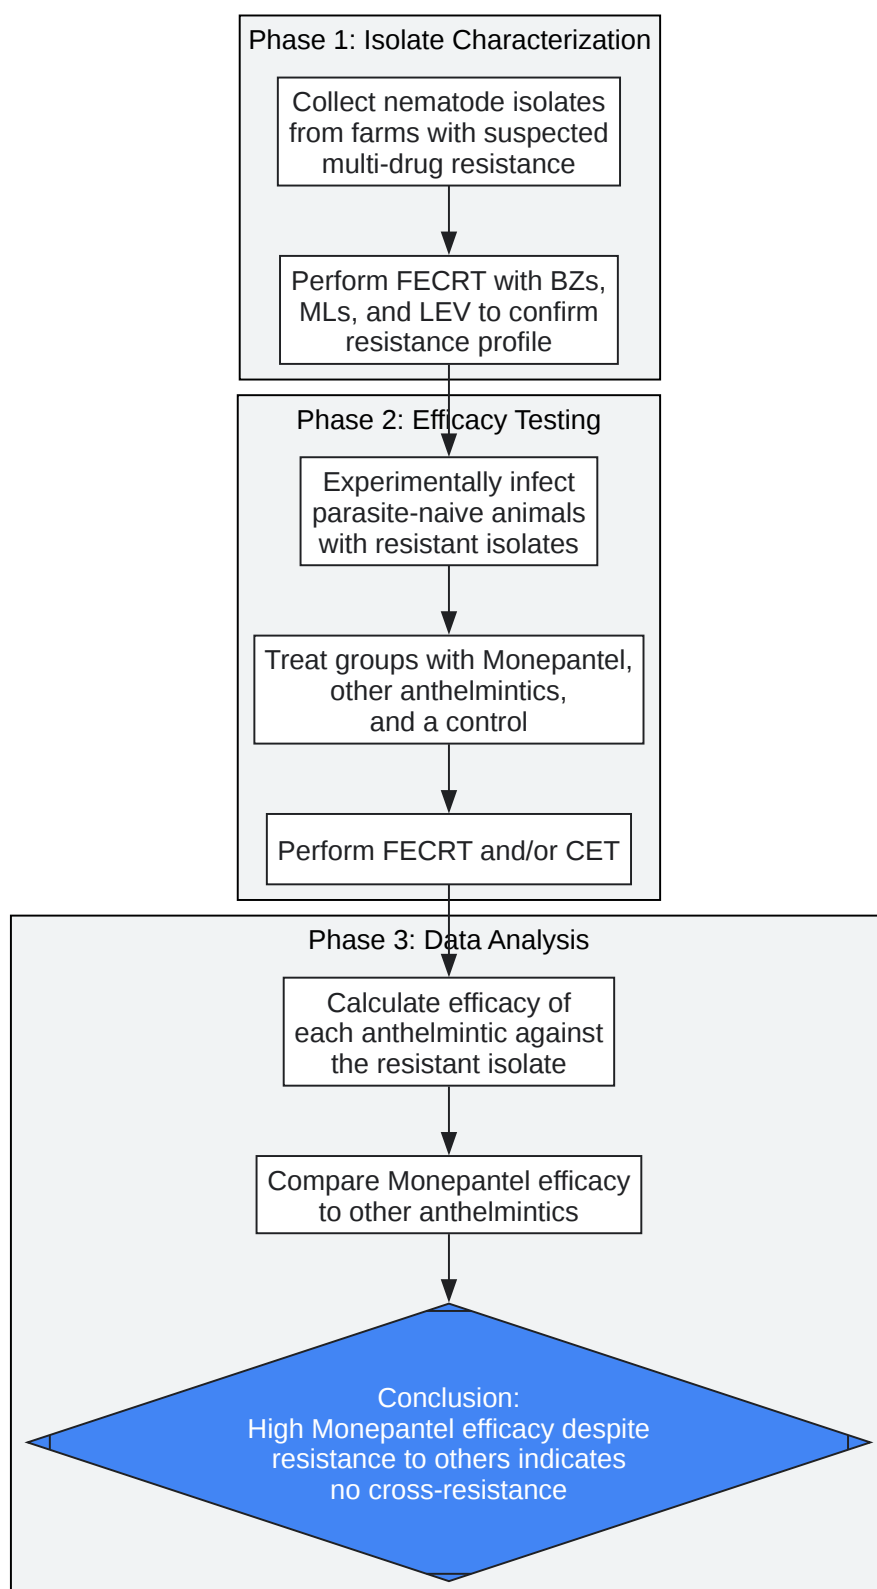 Phase 1: Isolate Characterization
Collect nematode isolates
from farms with suspected
multi-drug resistance
Perform FECRT with BZs,
MLs, and LEV to confirm
resistance profile
Phase 2: Efficacy Testing
Experimentally infect
parasite-naive animals
with resistant isolates
Treat groups with Monepantel,
other anthelmintics,
and a control
Perform FECRT and/or CET
Phase 3: Data Analysis
Calculate efficacy of
each anthelmintic against
the resistant isolate
Compare Monepantel efficacy
to other anthelmintics
Conclusion:
High Monepantel efficacy despite
resistance to others indicates
no cross-resistance